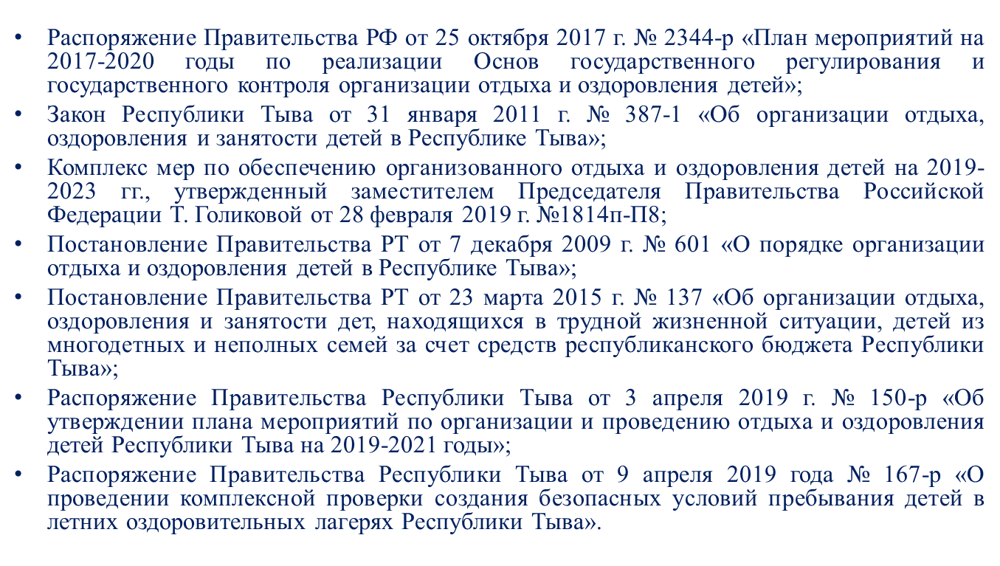 • Распоряжение Правительства РФ от 25 октября 2017 г. № 2344-р «План мероприятий на
2017-2020 годы по реализации Основ государственного регулирования и
государственного контроля организации отдыха и оздоровления детей»;
• Закон Республики Тыва от 31 января 2011 г. № 387-1 «Об организации отдыха,
оздоровления и занятости детей в Республике Тыва»;
• Комплекс мер по обеспечению организованного отдыха и оздоровления детей на 2019-
2023 гг., утвержденный заместителем Председателя Правительства Российской
Федерации Т. Голиковой от 28 февраля 2019 г. №1814п-П8;
• Постановление Правительства РТ от 7 декабря 2009 г. № 601 «О порядке организации
отдыха и оздоровления детей в Республике Тыва»;
• Постановление Правительства РТ от 23 марта 2015 г. № 137 «Об организации отдыха,
оздоровления и занятости дет, находящихся в трудной жизненной ситуации, детей из
многодетных и неполных семей за счет средств республиканского бюджета Республики
Тыва»;
• Распоряжение Правительства Республики Тыва от 3 апреля 2019 г. № 150-р «Об
утверждении плана мероприятий по организации и проведению отдыха и оздоровления
детей Республики Тыва на 2019-2021 годы»;
• Распоряжение Правительства Республики Тыва от 9 апреля 2019 года № 167-р «О
проведении комплексной проверки создания безопасных условий пребывания детей в
летних оздоровительных лагерях Республики Тыва».